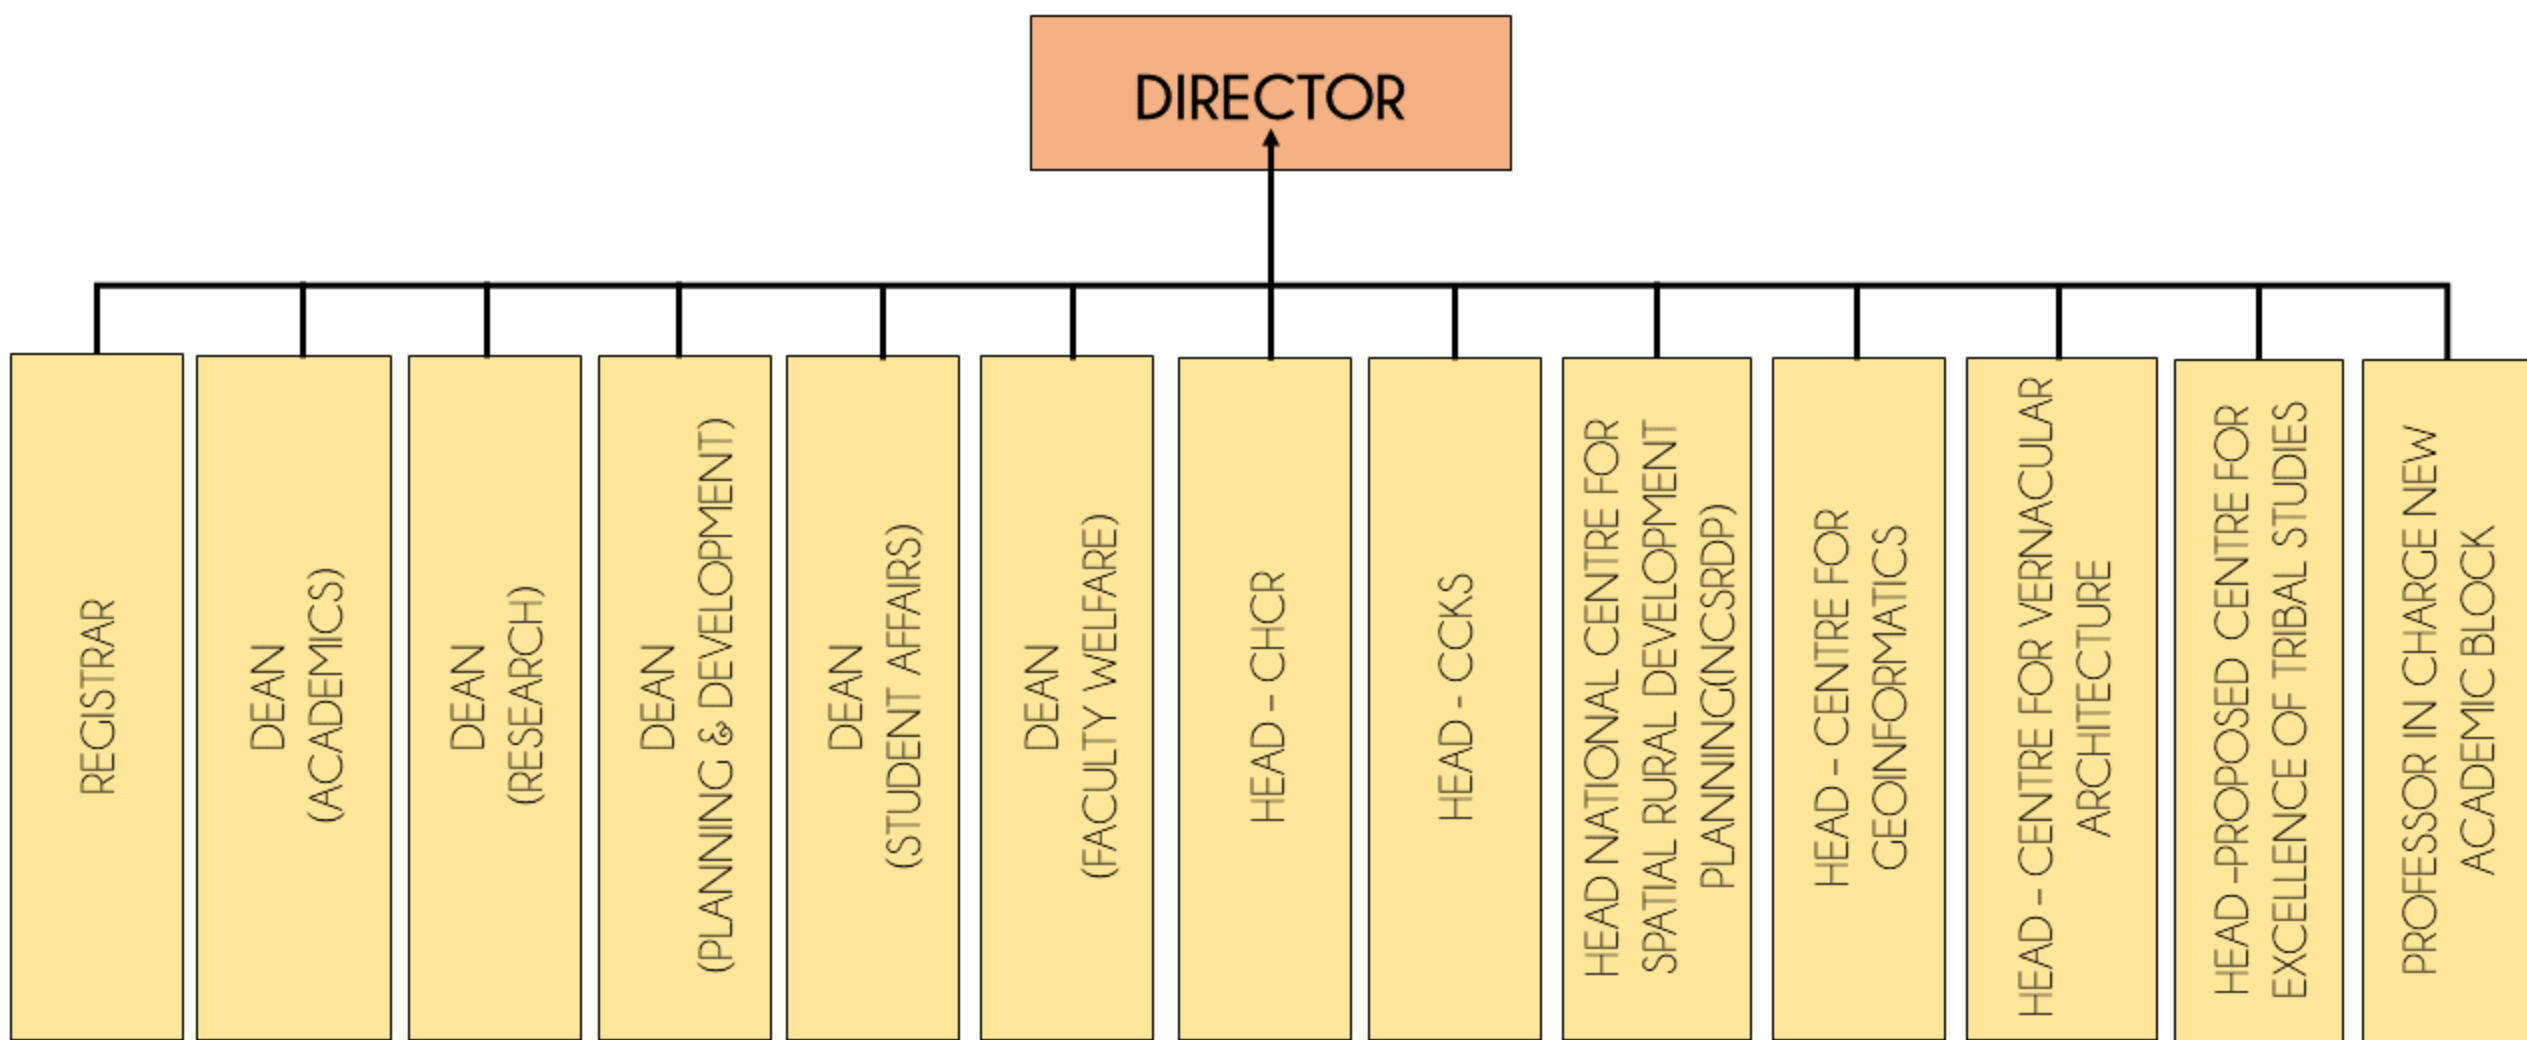 DIRECTOR
REGISTRAR
DEAN
(ACADEMICS)
DEAN
(RESEARCH)
DEAN
(PLANNING & DEVELOPMENT)
DEAN
(STUDENT AFFAIRS)
DEAN
(FACULTY WELFARE)
HEAD – CHCR
HEAD - CCKS
HEAD NATIONAL CENTRE FOR
SPATIAL RURAL DEVELOPMENT
PLANNING(NCSRDP)
HEAD – CENTRE FOR
GEOINFORMATICS
HEAD – CENTRE FOR VERNACULAR
ARCHITECTURE
HEAD -PROPOSED CENTRE FOR
EXCELLENCE OF TRIBAL STUDIES
PROFESSOR IN CHARGE NEW
ACADEMIC BLOCK